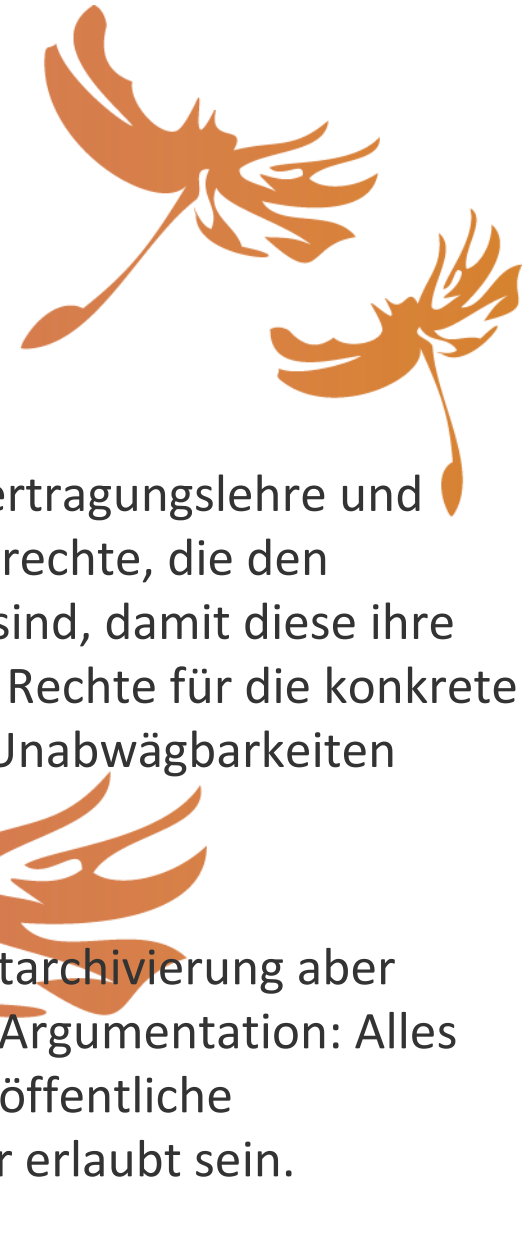 ertragungslehre und
rechte, die den
sind, damit diese ihre
Rechte für die konkrete
Unabwägbarkeiten
tarchivierung aber
Argumentation: Alles
öffentliche
r erlaubt sein.